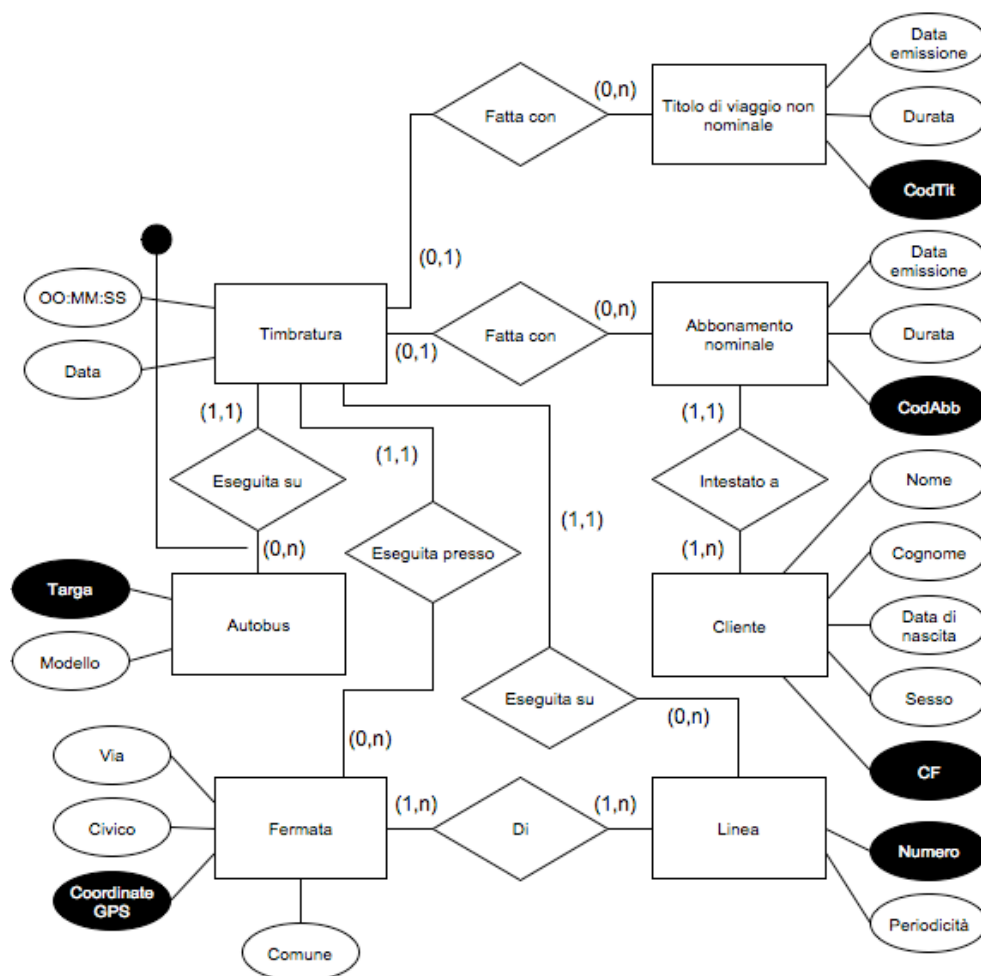 Data
emissione
(0,n)
Fatta con
Titolo di viaggio non
nominale
Durata
CodTit
(0,1)
Data
emissione
OO:MM:SS
(0,n)
Timbratura
Fatta con
Abbonamento
nominale
Durata
(0,1)
Data
CodAbb
(1,1)
(1,1)
(1,1)
Eseguita su
Intestato a
Nome
(1,1)
(0,n)
Eseguita presso
(1,n)
Cognome
Targa
Autobus
Cliente
Data di
nascita
Modello
Eseguita su
Sesso
(0,n)
(0,n)
Via
CF
(1,n)
(1,n)
Civico
Fermata
Di
Linea
Numero
Coordinate
GPS
Periodicità
Comune